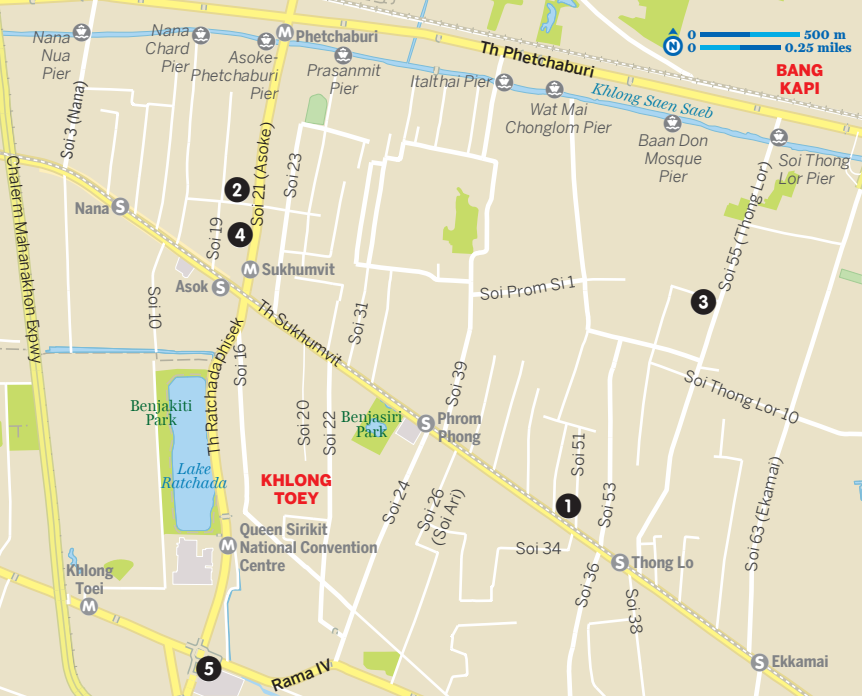 Nana
Nua
Pier
Nana
Chard
Pier
Asoke-
Phetchaburi
Pier
M Phetchaburi
Prasanmit
Pier
Th Phetchaburi
Italthai Pier
Wat Mai
Chonglom Pier
Khlong Saen Saeb
Baan Don
Mosque
Pier
N
0 500 m
0 0.25 miles
BANG
KAPI
Soi Thong
Lor Pier
Soi 3 (Nana)
Chalerm Mahanakhon Expwy
Nana S
2
4
Soi 19
Soi 21 (Asoke)
Soi 23
M Sukhumvit
Asok S
Soi 10
Th Sukhumvit
Soi 31
Soi Prom Si 1
3
Soi 55 (Thong Lor)
Soi Thong Lor 10
Th Ratchadaphisek
Soi 16
Soi 20
Soi 22
Soi 39
Benjakiti
Park
Lake
Ratchada
Benjasiri
Park
S Phrom
Phong
KHLONG
TOEY
Soi 24
Soi 26
(Soi Ari)
Soi 51
1
Soi 53
Soi 34
Soi 36
S Thong Lo
Soi 38
Soi 63 (Ekamai)
M Queen Sirikit
National Convention
Centre
Khlong
Toei
M
5
Rama IV
S Ekkamai